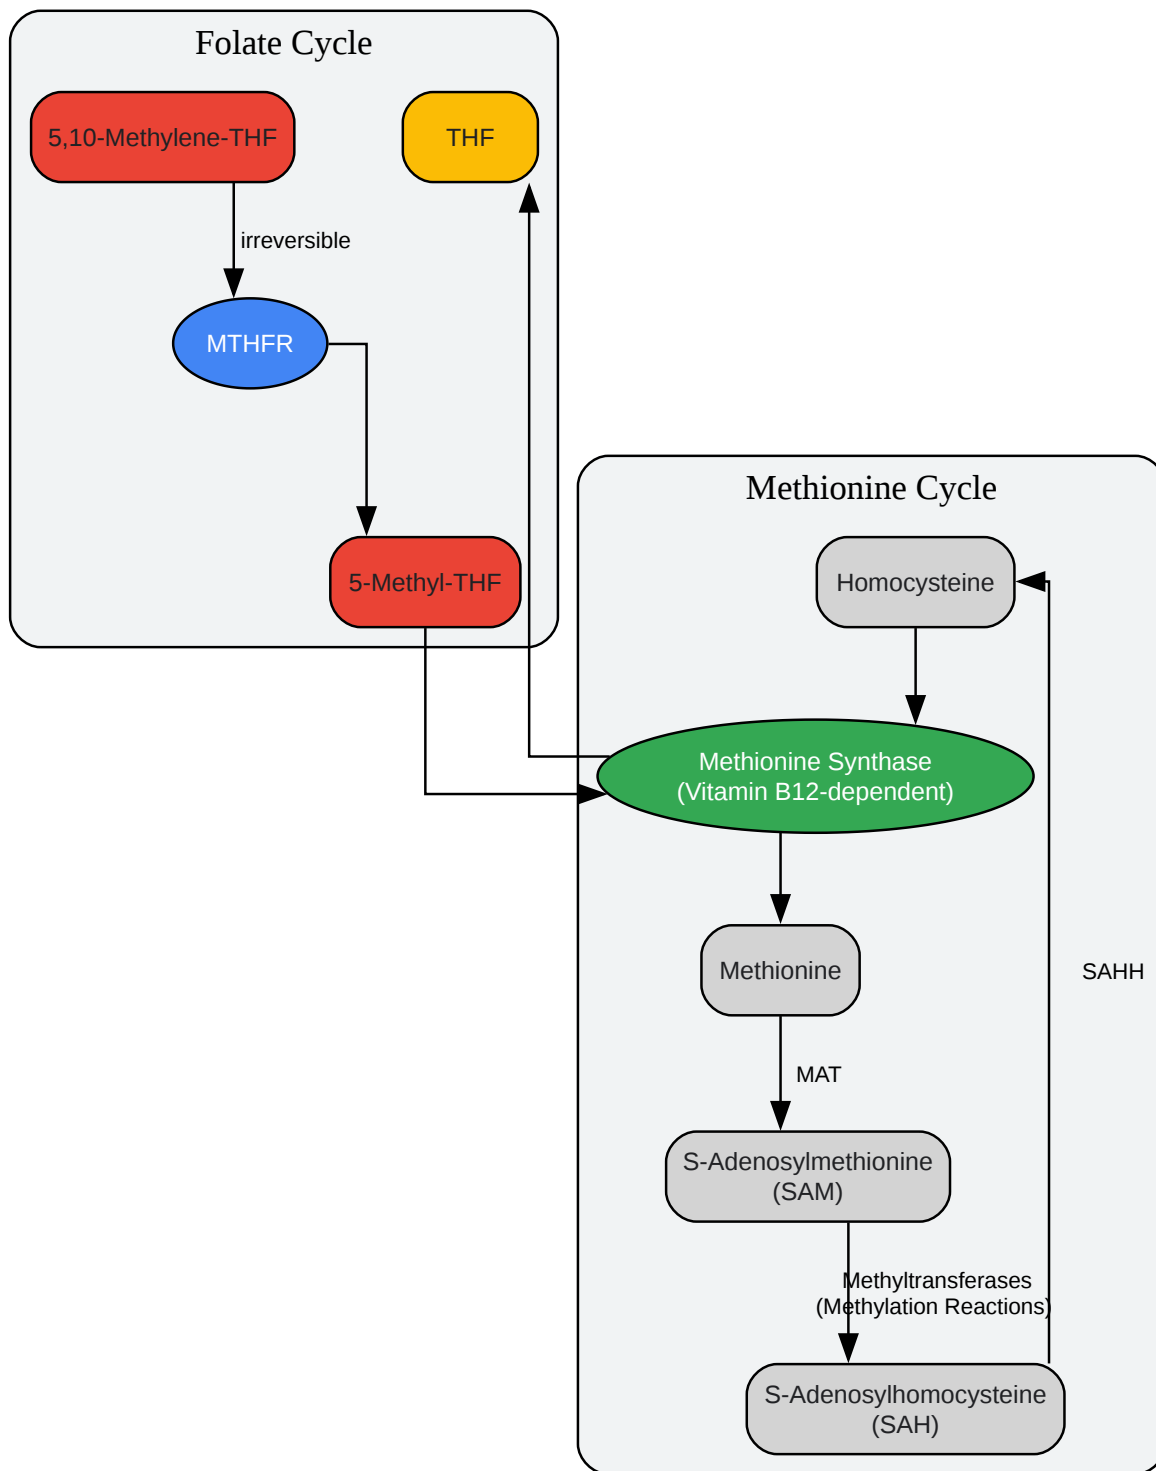 Folate Cycle
5,10-Methylene-THF
THF
irreversible
MTHFR
5-Methyl-THF
Methionine Cycle
Homocysteine
Methionine Synthase
(Vitamin B12-dependent)
Methionine
SAHH
MAT
S-Adenosylmethionine
(SAM)
Methyltransferases
(Methylation Reactions)
S-Adenosylhomocysteine
(SAH)